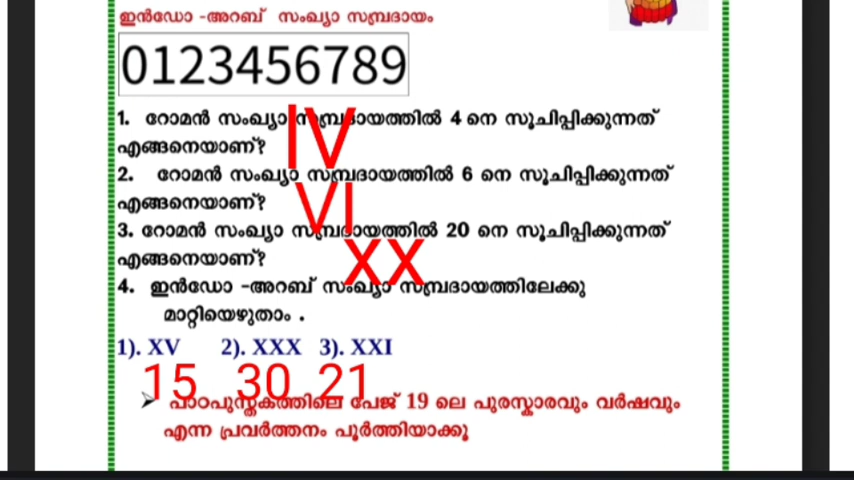 ഇൻഡോ -അറബ് സംഖ്യാ സമ്പ്രദായം
0123456789
1. റോമൻ സംഖ്യാ സമ്പ്രദായത്തിൽ 4 നെ സൂചിപ്പിക്കുന്നത്
എങ്ങനെയാണ്?
IV
2. റോമൻ സംഖ്യാ സമ്പ്രദായത്തിൽ 6 നെ സൂചിപ്പിക്കുന്നത്
എങ്ങനെയാണ്?
VI
3. റോമൻ സംഖ്യാ സമ്പ്രദായത്തിൽ 20 നെ സൂചിപ്പിക്കുന്നത്
എങ്ങനെയാണ്?
XX
4. ഇൻഡോ -അറബ് സംഖ്യാ സമ്പ്രദായത്തിലേക്കു
മാറ്റിയെഴുതാം .
1). XV 2). XXX 3). XXI
15 30 21
➢ പാഠപുസ്തകത്തിലെ പേജ് 19 ലെ പുരസ്കാരവും വർഷവും
എന്ന പ്രവർത്തനം പൂർത്തിയാക്കൂ